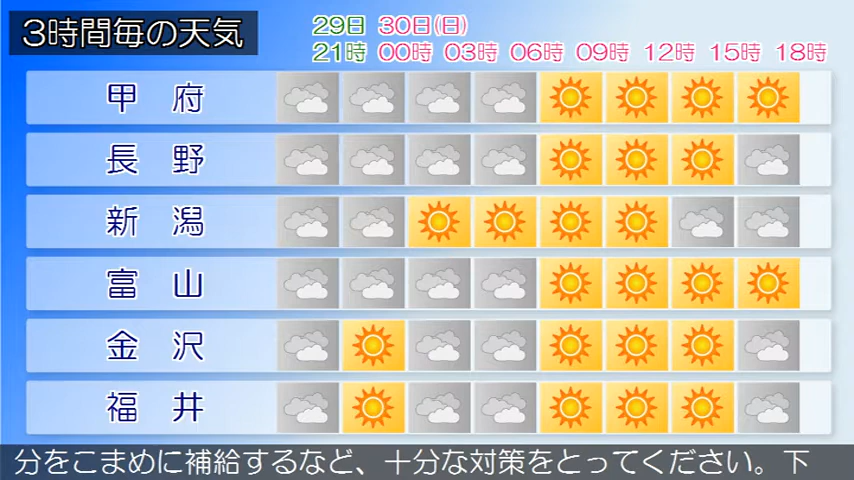 3時間毎の天気
29日 30日(日)
21時 00時 03時 06時 09時 12時 15時 18時
甲府
長野
新潟
富山
金沢
福井
分をこまめに補給するなど、十分な対策をとってください。下